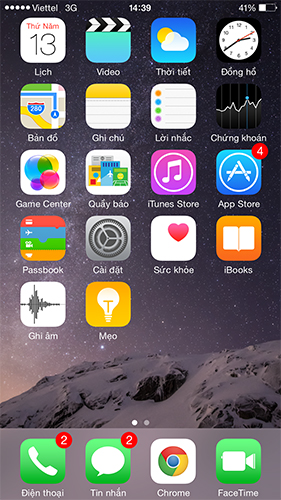 Viettel 3G 14:39 41%
Thứ Năm
13
Lịch Video Thời tiết Đồng hồ
280
Bản đồ Ghi chú Lời nhắc Chứng khoán
4
Game Center Quầy báo iTunes Store App Store
Passbook Cài đặt Sức khỏe iBooks
Ghi âm Mẹo
2 2
Điện thoại Tin nhắn Chrome FaceTime